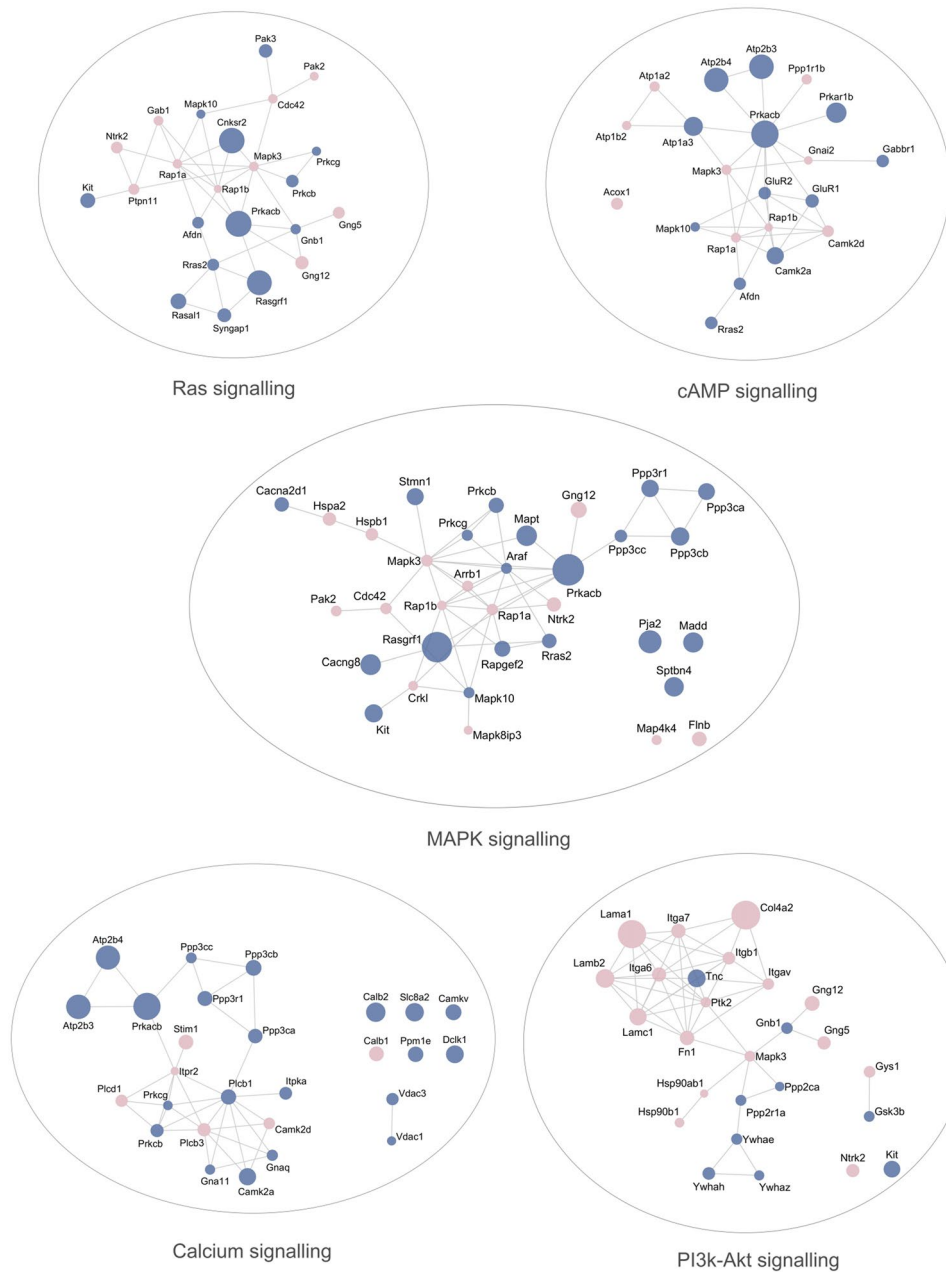 Pak3
Pak2
Mapk10
Cdc42
Gab1
Cnksr2
Ntrk2
Mapk3
Prkcg
Rap1a
Kit
Rap1b
Prkcb
Ptpn11
Prkacb
Gng5
Afdn
Gnb1
Rras2
Gng12
Rasgrf1
Rasal1
Syngap1
Ras signalling
Atp2b3
Atp2b4
Ppp1r1b
Atp1a2
Prkar1b
Prkacb
Atp1b2
Atp1a3
Gnai2
Gabbr1
Mapk3
GluR2
GluR1
Acox1
Rap1b
Mapk10
Rap1a
Camk2d
Camk2a
Afdn
Rras2
cAMP signalling
Cacna2d1
Stmn1
Prkcb
Gng12
Ppp3r1
Ppp3ca
Hspa2
Hspb1
Prkcg
Mapt
Ppp3cc
Ppp3cb
Mapk3
Araf
Arrb1
Prkacb
Pak2
Cdc42
Rap1b
Rap1a
Ntrk2
Pja2
Madd
Rasgrf1
Cacng8
Rapgef2
Rras2
Sptbn4
Crkl
Mapk10
Kit
Mapk8ip3
Map4k4
Flnb
MAPK signalling
Atp2b4
Ppp3cc
Ppp3cb
Ppp3r1
Atp2b3
Prkacb
Calb2
Slc8a2
Camkv
Stim1
Ppp3ca
Calb1
Ppm1e
Dclk1
Itpr2
Plcd1
Prkcg
Plcb1
Itpka
Vdac3
Prkcb
Plcb3
Camk2d
Vdac1
Gna11
Gnaq
Camk2a
Calcium signalling
Lama1
Itga7
Col4a2
Itgb1
Lamb2
Itga6
Tnc
Itgav
Ptk2
Lamc1
Gng12
Gnb1
Gng5
Fn1
Mapk3
Hsp90ab1
Ppp2ca
Gys1
Hsp90b1
Ppp2r1a
Gsk3b
Ywhae
Ntrk2
Kit
Ywhah
Ywhaz
PI3k-Akt signalling